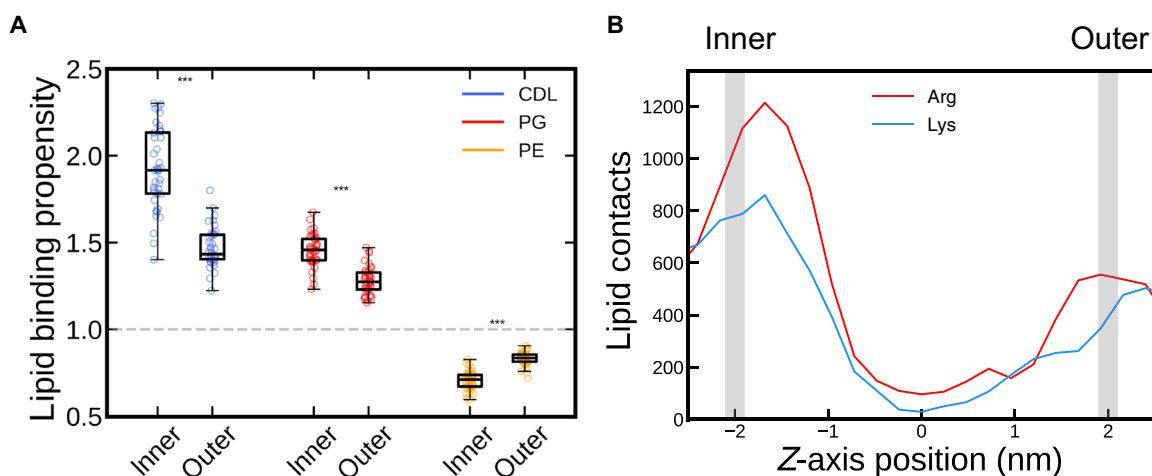 A
Lipid binding propensity
2.5
2.0
1.5
1.0
0.5
***
***
***
CDL
PG
PE
Inner
Outer
Inner
Outer
Inner
Outer
B
Inner
Outer
Lipid contacts
1200
1000
800
600
400
200
0
Arg
Lys
−2
−1
0
1
2
Z-axis position (nm)